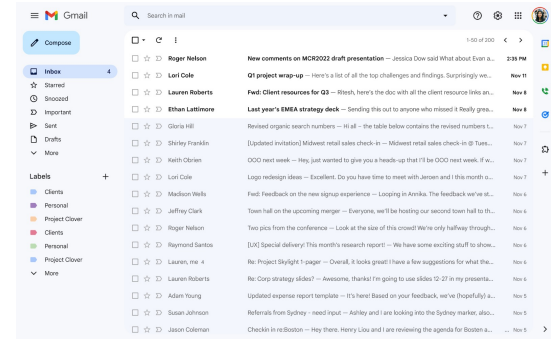 Gmail
Search in mail
Compose
1-50 of 200
Inbox 4
Starred
Snoozed
Important
Sent
Drafts
More
Labels +
Clients
Personal
Project Clover
Clients
Personal
Project Clover
More
Roger Nelson New comments on MCR2022 draft presentation — Jessica Dow said What about Evan a... 2:35 PM
Lori Cole Q1 project wrap-up — Here's a list of all the top challenges and findings. Surprisingly we... Nov 11
Lauren Roberts Fwd: Client resources for Q3 — Ritesh, here's the doc with all the client resource links an... Nov 8
Ethan Lattimore Last year's EMEA strategy deck — Sending this out to anyone who missed it Really grea... Nov 8
Gloria Hill Revised organic search numbers — Hi all – the table below contains the revised numbers t... Nov 7
Shirley Franklin [Updated invitation] Midwest retail sales check-in — Midwest retail sales check-in @ Tues... Nov 7
Keith Obrien OOO next week — Hey, just wanted to give you a heads-up that I'll be OOO next week. If w... Nov 7
Lori Cole Logo redesign ideas — Excellent. Do you have time to meet with Jeroen and I this month o... Nov 7
Madison Wells Fwd: Feedback on the new signup experience — Looping in Annika. The feedback we've st... Nov 6
Jeffrey Clark Town hall on the upcoming merger — Everyone, we'll be hosting our second town hall to th... Nov 6
Roger Nelson Two pics from the conference — Look at the size of this crowd! We're only halfway through... Nov 6
Raymond Santos [UX] Special delivery! This month's research report! — We have some exciting stuff to show... Nov 6
Lauren, me 4 Re: Project Skylight 1-pager — Overall, it looks great! I have a few suggestions for what the... Nov 6
Lauren Roberts Re: Corp strategy slides? — Awesome, thanks! I'm going to use slides 12-27 in my presenta... Nov 6
Adam Young Updated expense report template — It's here! Based on your feedback, we've (hopefully) a... Nov 5
Susan Johnson Referrals from Sydney - need input — Ashley and I are looking into the Sydney marker, also... Nov 5
Jason Coleman Checkin in re:Boston — Hey there. Henry Liou and I are reviewing the agenda for Bosten a... ... Nov 5